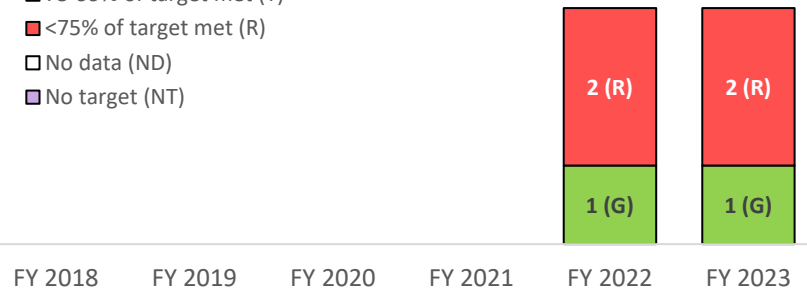 <75% of target met (R)
No data (ND)
No target (NT)
2 (R) 2 (R)
1 (G) 1 (G)
FY 2018 FY 2019 FY 2020 FY 2021 FY 2022 FY 2023